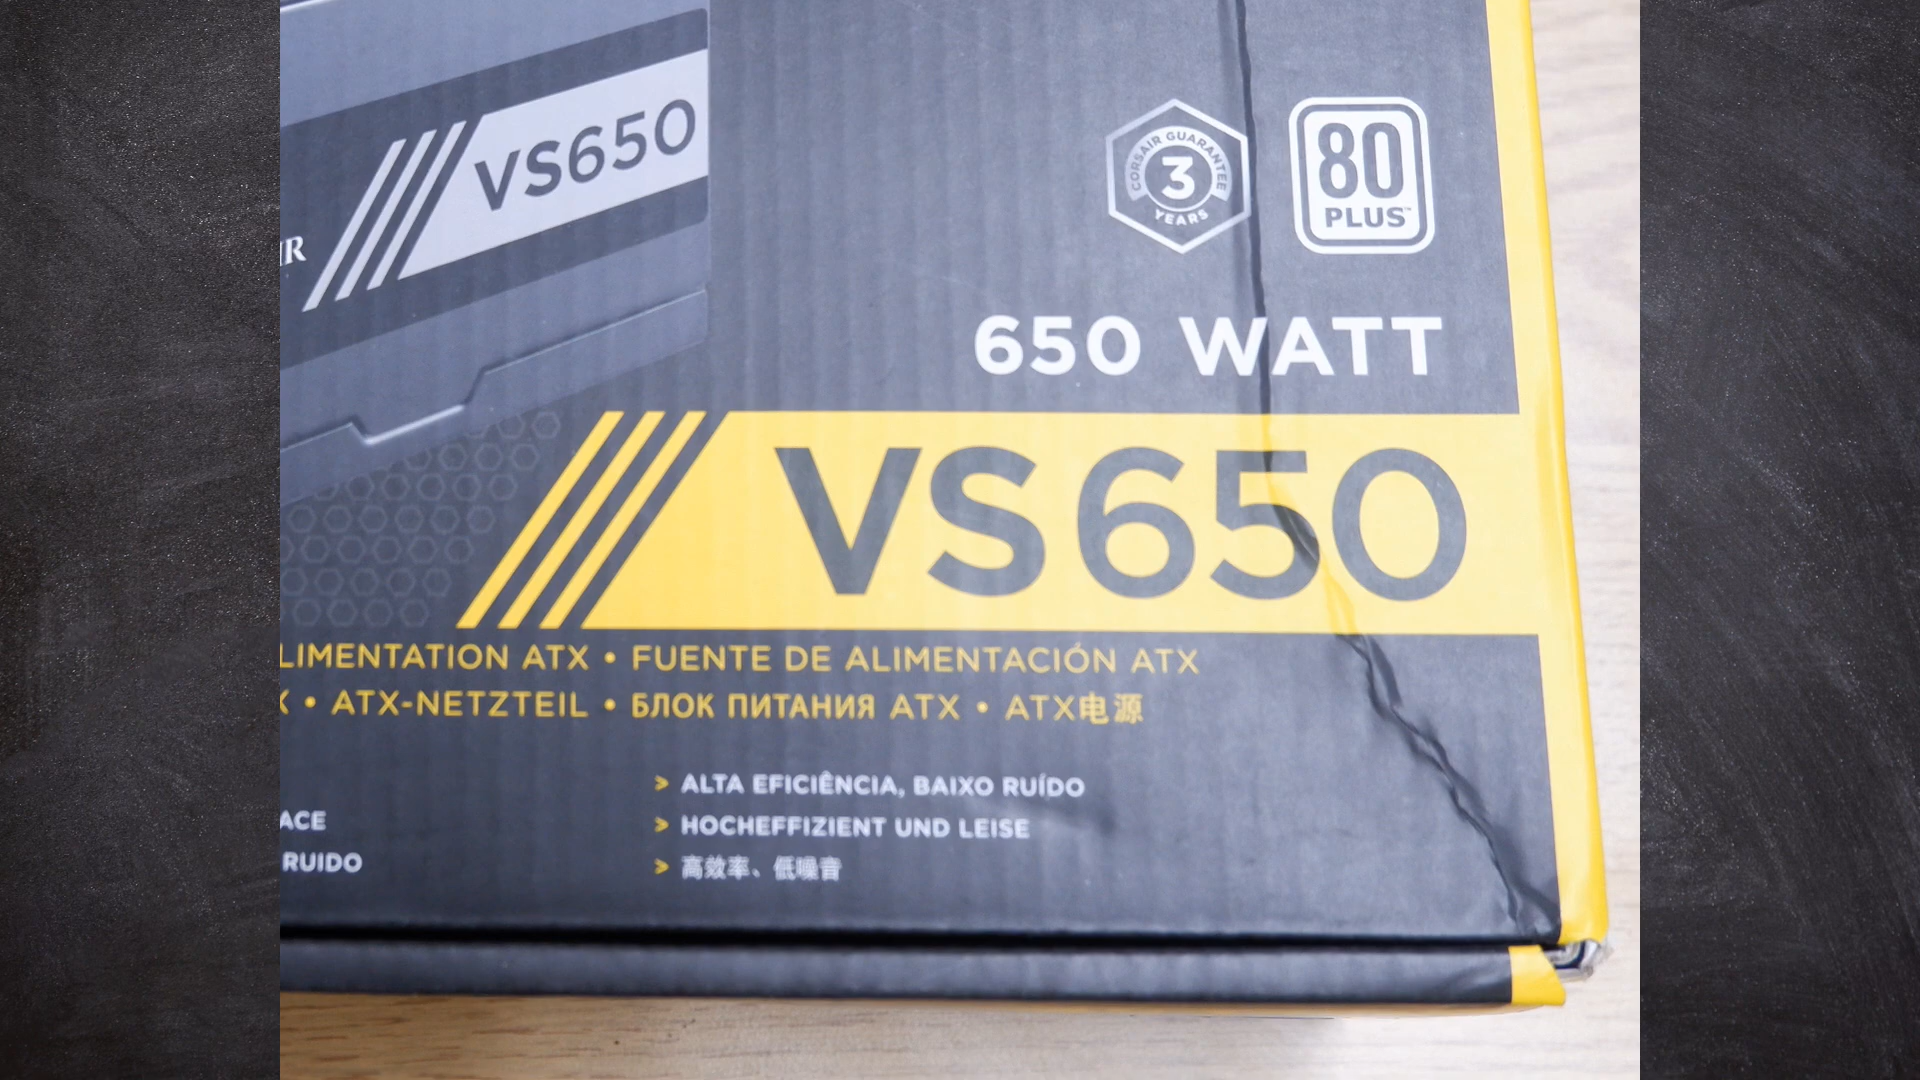 VS650
CORSAIR GUARANTEE
3
YEARS
80
PLUS™
650 WATT
VS650
LIMENTATION ATX • FUENTE DE ALIMENTACIÓN ATX
• ATX-NETZTEIL • БЛОК ПИТАНИЯ ATX • ATX电源
> ALTA EFICIÊNCIA, BAIXO RUÍDO
ACE
> HOCHEFFIZIENT UND LEISE
RUIDO
> 高效率、低噪音